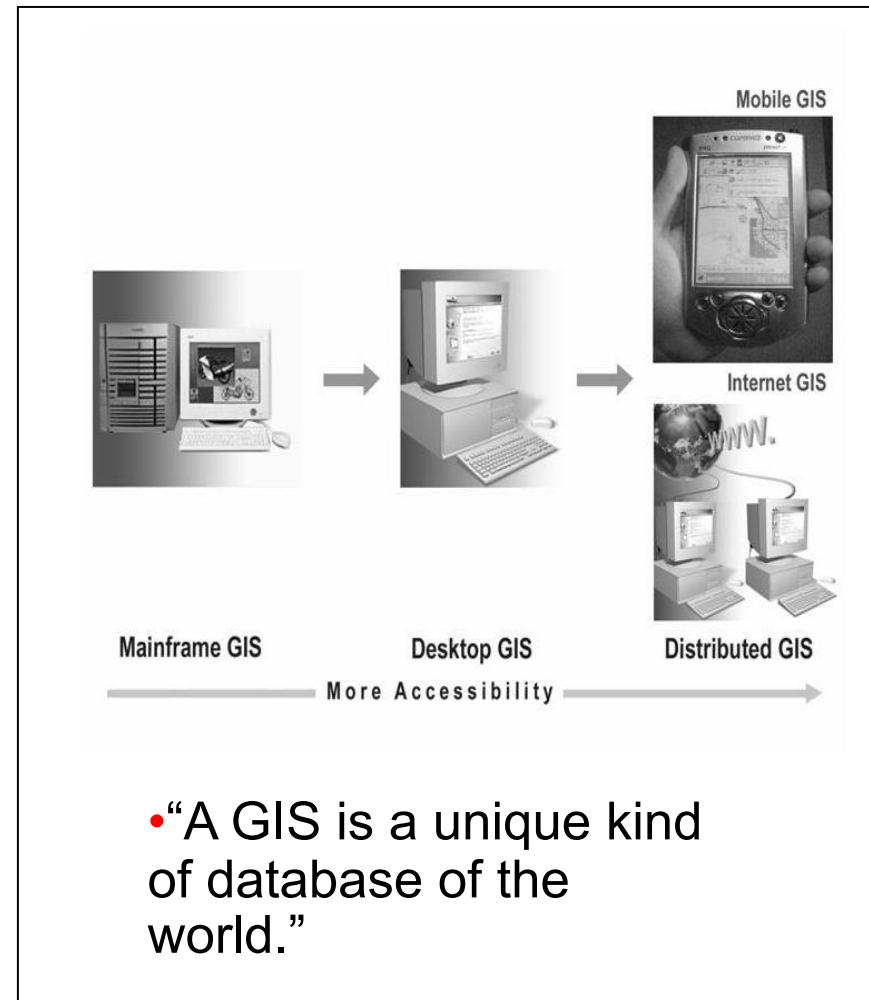 Mobile GIS
Internet GIS
www.
Mainframe GIS
Desktop GIS
Distributed GIS
More Accessibility
•“A GIS is a unique kind
of database of the
world.”